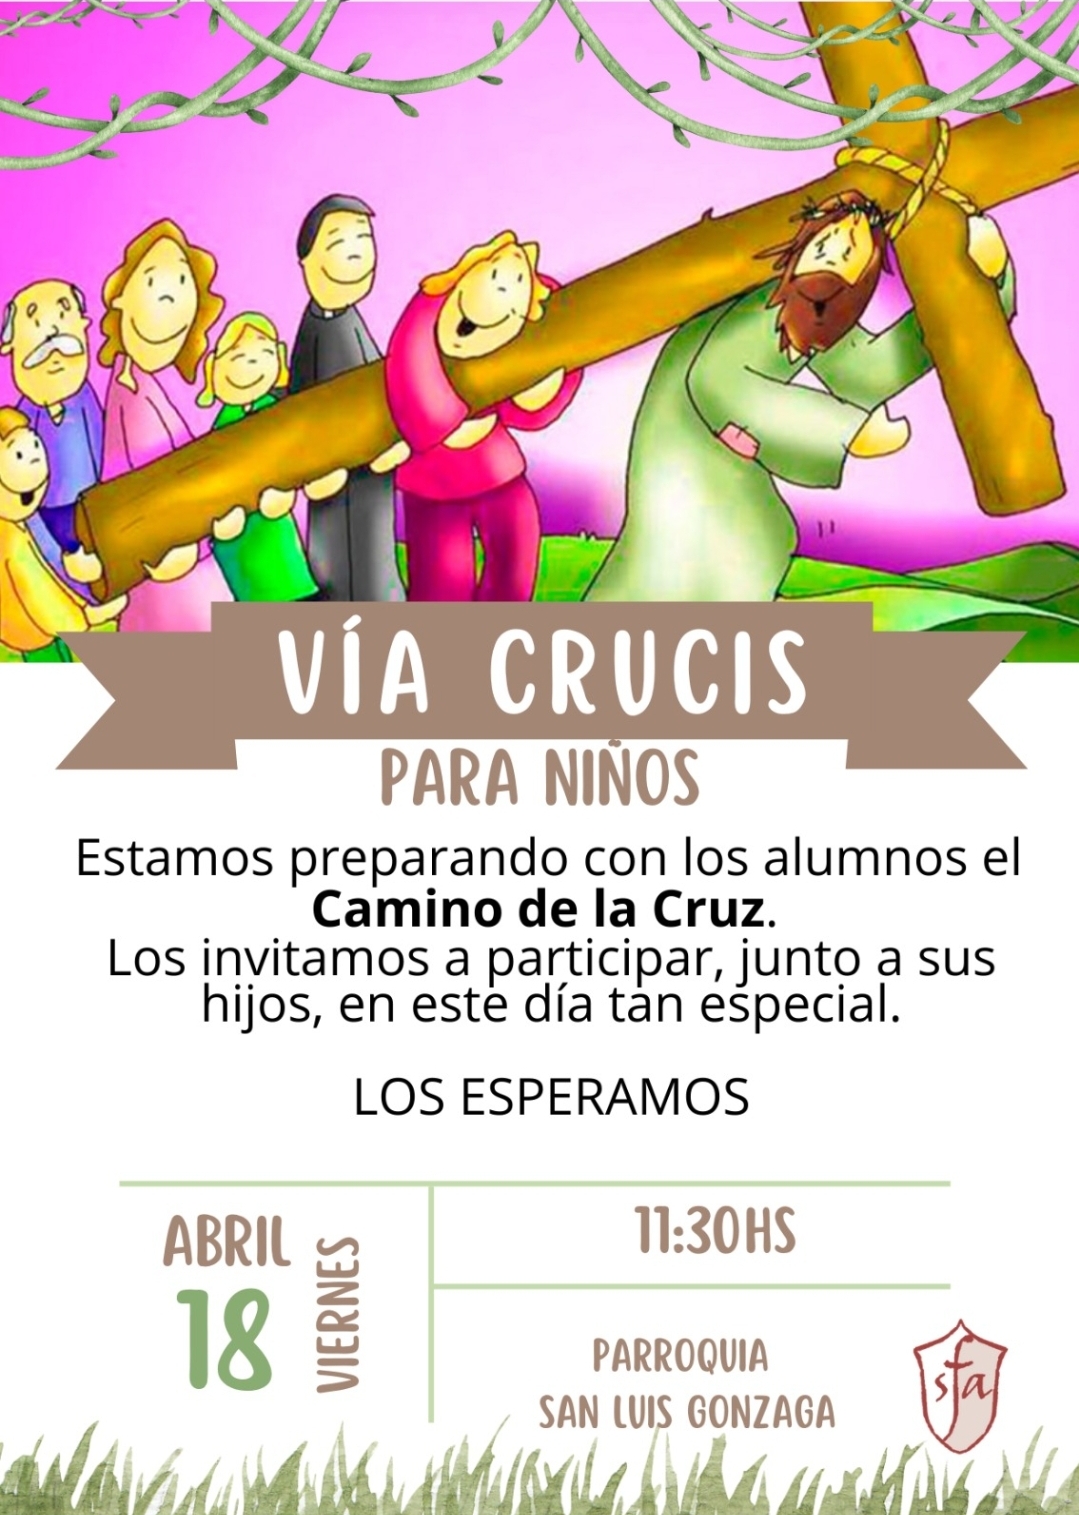 VÍA CRUCIS
PARA NIÑOS
Estamos preparando con los alumnos el
Camino de la Cruz.
Los invitamos a participar, junto a sus
hijos, en este día tan especial.
LOS ESPERAMOS
ABRIL
18
VIERNES
11:30HS
PARROQUIA
SAN LUIS GONZAGA
sfa